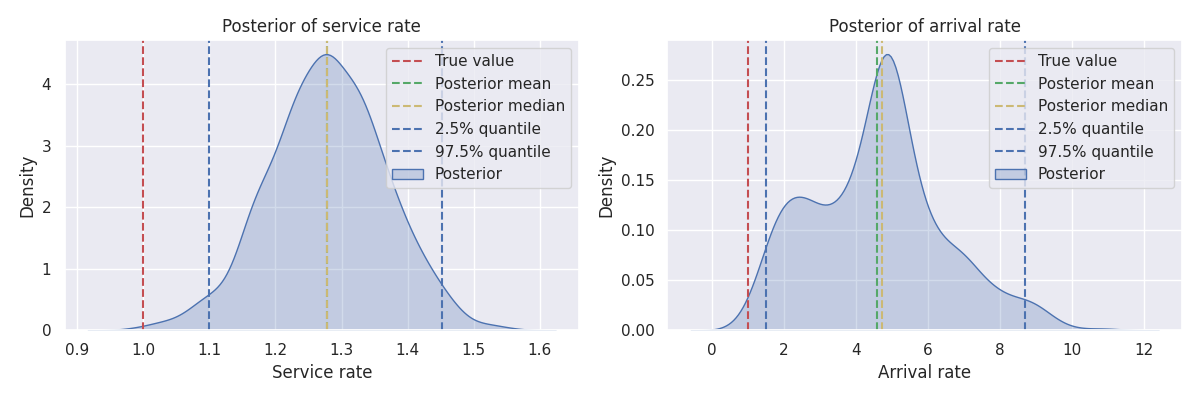 Posterior of service rate
Density
4
3
2
1
0
0.9 1.0 1.1 1.2 1.3 1.4 1.5 1.6
Service rate
True value
Posterior mean
Posterior median
2.5% quantile
97.5% quantile
Posterior
Posterior of arrival rate
Density
0.25
0.20
0.15
0.10
0.05
0.00
0 2 4 6 8 10 12
Arrival rate
True value
Posterior mean
Posterior median
2.5% quantile
97.5% quantile
Posterior